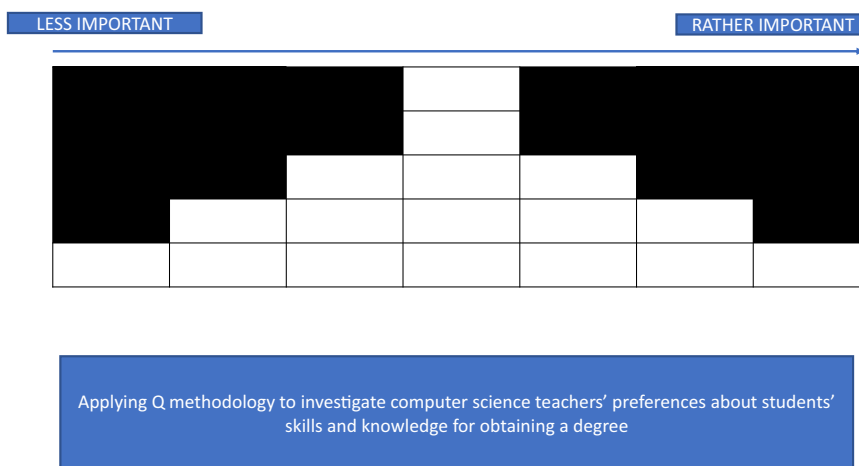 LESS IMPORTANT
RATHER IMPORTANT
Applying Q methodology to investigate computer science teachers’ preferences about students’
skills and knowledge for obtaining a degree